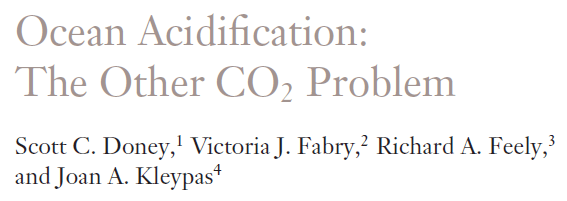 Ocean Acidification:
The Other CO₂ Problem
Scott C. Doney,¹ Victoria J. Fabry,² Richard A. Feely,³
and Joan A. Kleypas⁴